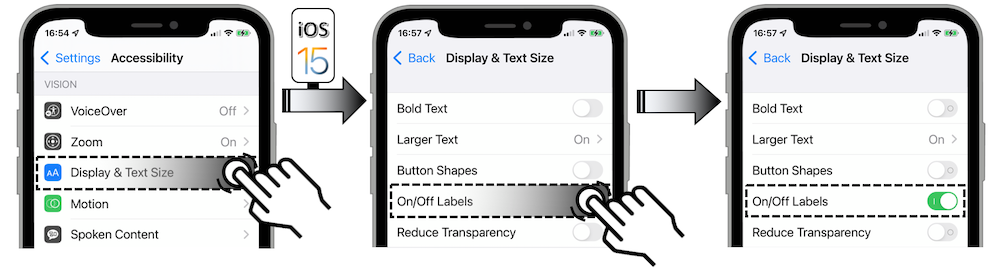 16:54
Settings Accessibility
VISION
VoiceOver Off
Zoom On
AA Display & Text Size
Motion
Spoken Content
iOS
15
16:57
Back Display & Text Size
Bold Text
Larger Text On
Button Shapes
On/Off Labels
Reduce Transparency
16:57
Back Display & Text Size
Bold Text
Larger Text On
Button Shapes
On/Off Labels
Reduce Transparency